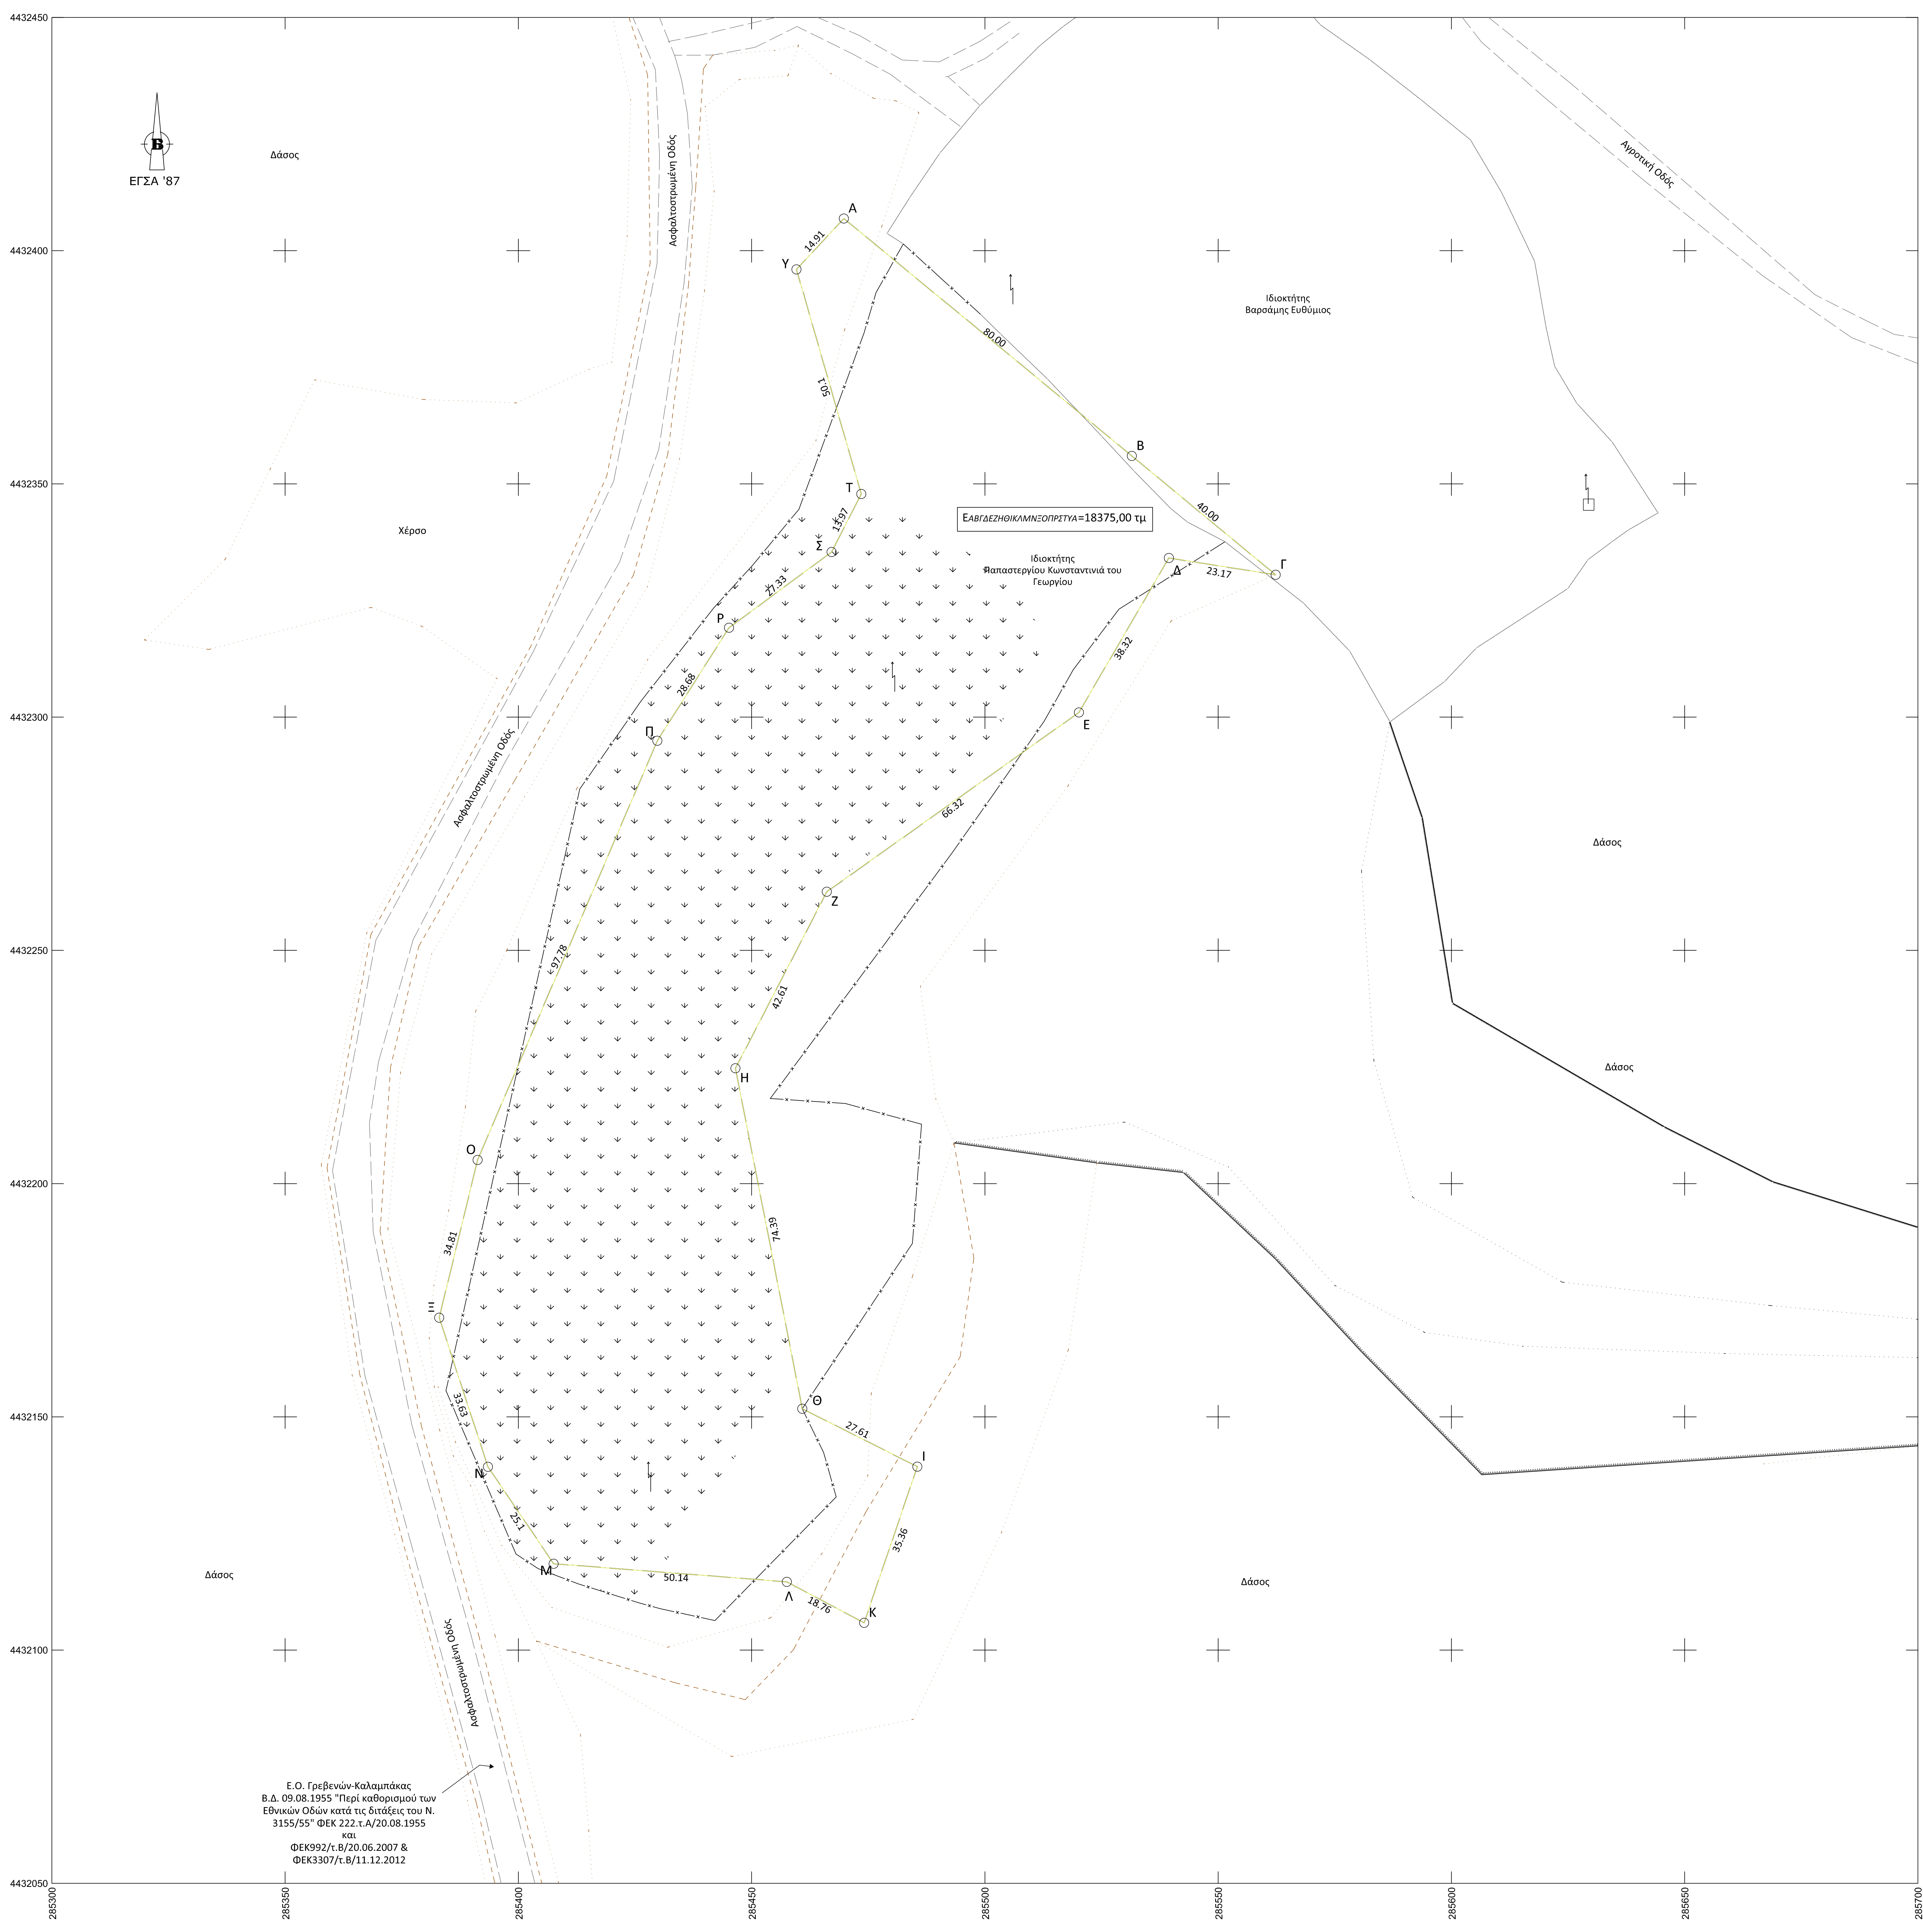 4432450
4432400
4432350
4432300
4432250
4432200
4432150
4432100
4432050
285300
285350
285400
285450
285500
285550
285600
285650
285700
Β
ΕΓΣΑ '87
Δάσος
Ασφαλτοστρωμένη Οδός
Αγροτική Οδός
Α
14.91
Υ
Ιδιοκτήτης
Βαρσάμης Ευθύμιος
80.00
50.1
Β
Τ
40.00
13.97
ΕΑΒΓΔΕΖΗΘΙΚΛΜΝΞΟΠΡΣΤΥΑ=18375,00 τμ
Χέρσο
Σ
Ιδιοκτήτης
Παπαστεργίου Κωνσταντινιά του
Γεωργίου
Δ
23.17
Γ
27.33
Ρ
38.32
28.68
Π
Ε
Ασφαλτοστρωμένη Οδός
66.32
Δάσος
Ζ
97.78
42.61
Η
Δάσος
Ο
34.81
74.39
Ξ
33.63
Θ
27.61
Ι
Ν
25.1
35.36
Μ
50.14
Λ
18.76
Κ
Δάσος
Δάσος
Ασφαλτοστρωμένη Οδός
Ε.Ο. Γρεβενών-Καλαμπάκας
Β.Δ. 09.08.1955 "Περί καθορισμού των
Εθνικών Οδών κατά τις διτάξεις του Ν.
3155/55" ΦΕΚ 222.τ.Α/20.08.1955
και
ΦΕΚ992/τ.Β/20.06.2007 &
ΦΕΚ3307/τ.Β/11.12.2012